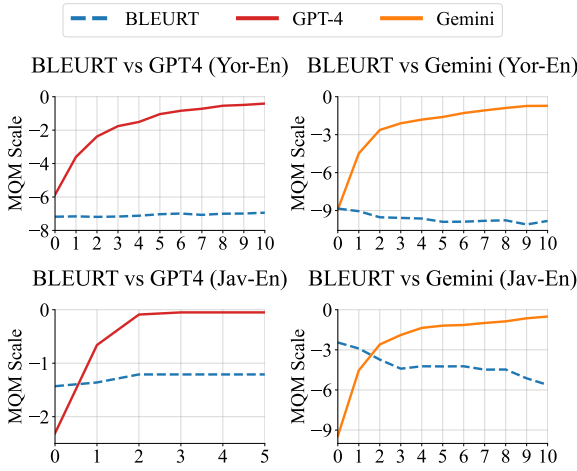 BLEURT GPT-4 Gemini
BLEURT vs GPT4 (Yor-En)
MQM Scale
0
−2
−4
−6
−8
0 1 2 3 4 5 6 7 8 9 10
BLEURT vs Gemini (Yor-En)
MQM Scale
0
−3
−6
−9
0 1 2 3 4 5 6 7 8 9 10
BLEURT vs GPT4 (Jav-En)
MQM Scale
0
−1
−2
0 1 2 3 4 5
BLEURT vs Gemini (Jav-En)
MQM Scale
0
−3
−6
−9
0 1 2 3 4 5 6 7 8 9 10